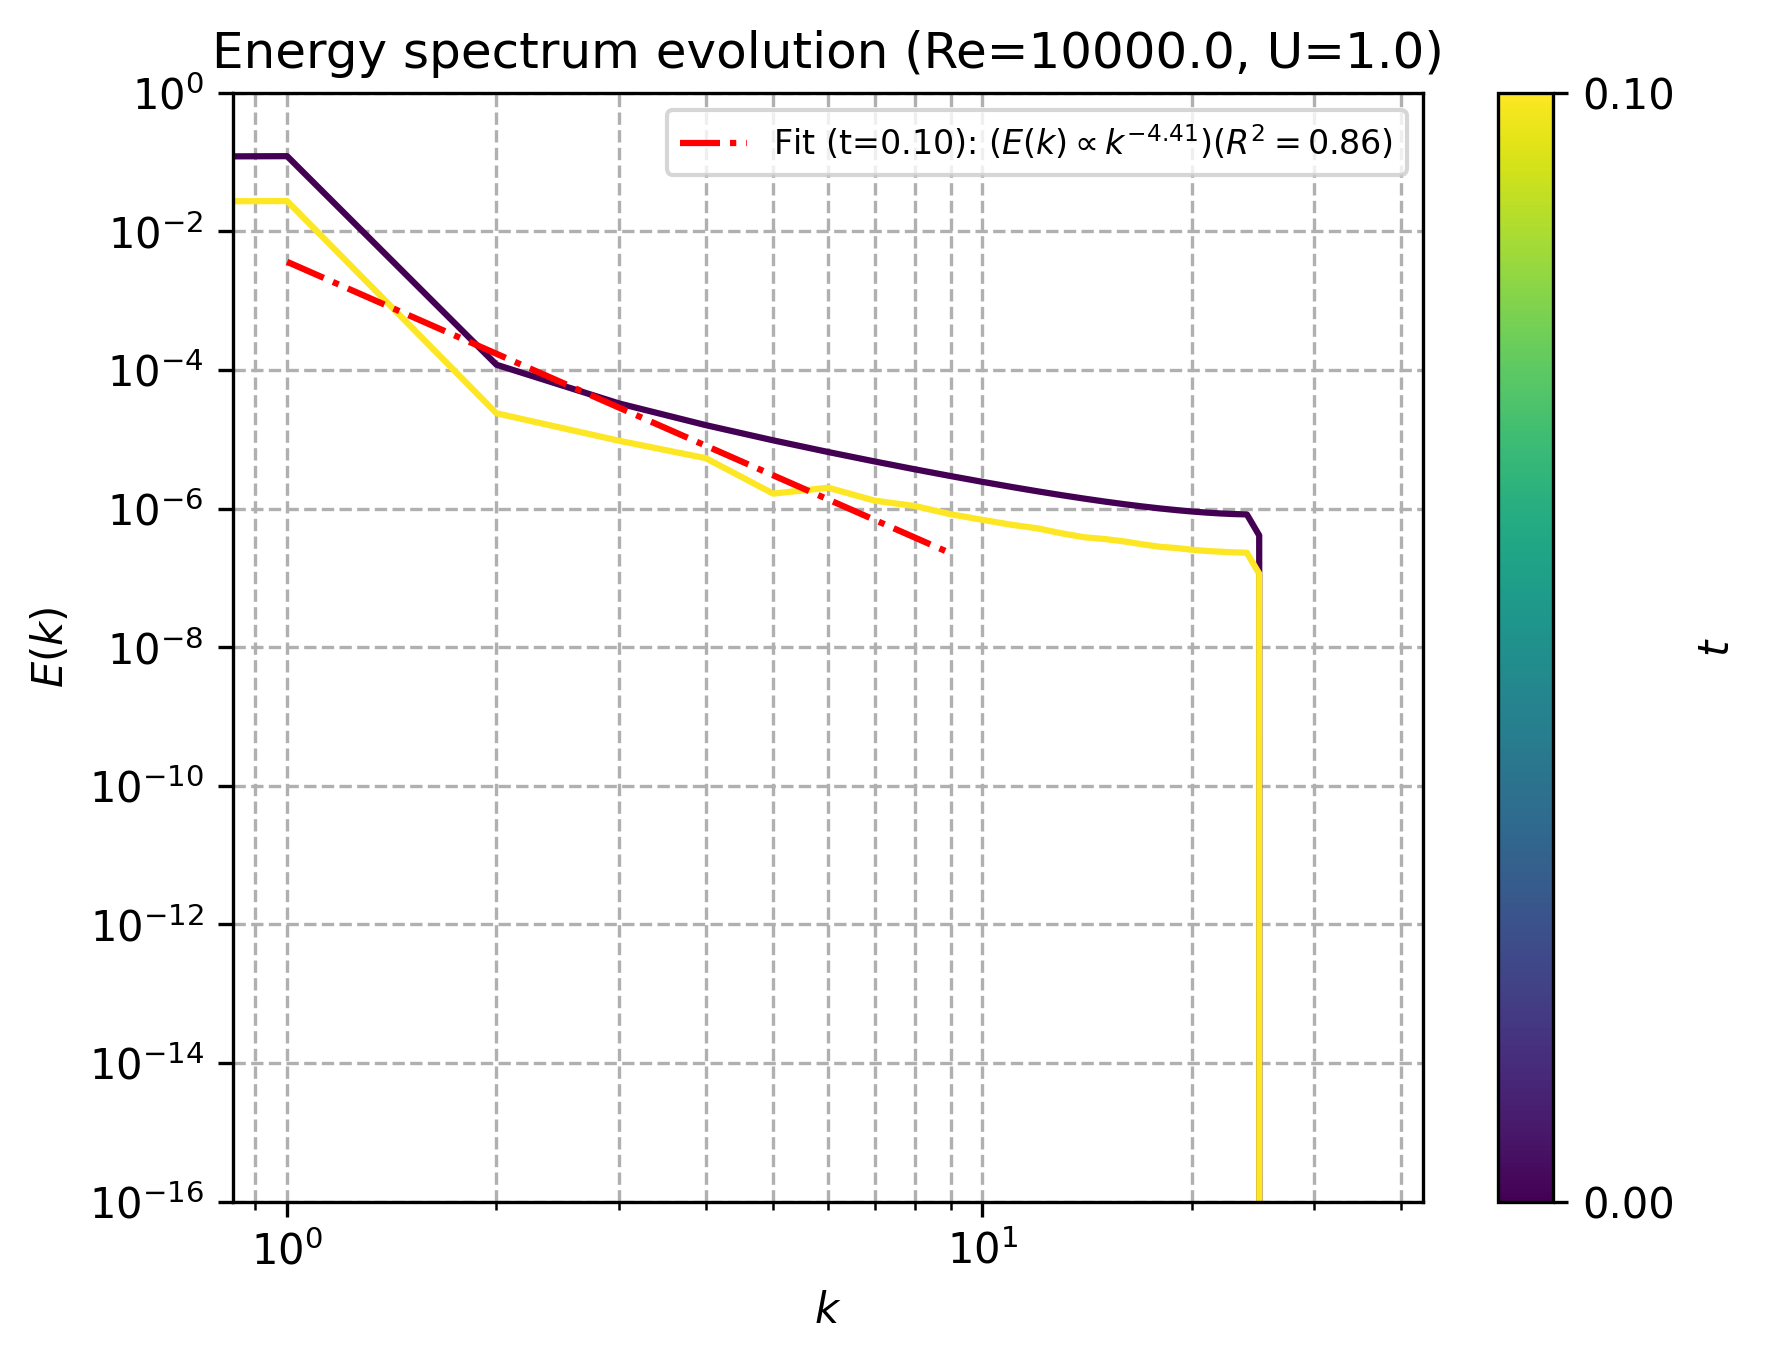 Energy spectrum evolution (Re=10000.0, U=1.0)
Fit (t=0.10): (E(k) ∝ k^{-4.41})(R^2 = 0.86)
10^0
10^{-2}
10^{-4}
10^{-6}
10^{-8}
10^{-10}
10^{-12}
10^{-14}
10^{-16}
E(k)
10^0
10^1
k
0.10
0.00
t